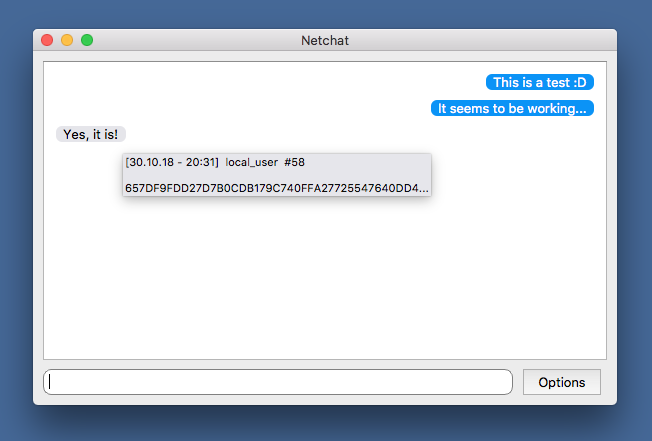 Netchat
This is a test :D
It seems to be working...
Yes, it is!
[30.10.18 - 20:31]  local_user  #58
657DF9FDD27D7B0CDB179C740FFA27725547640DD4...
Options